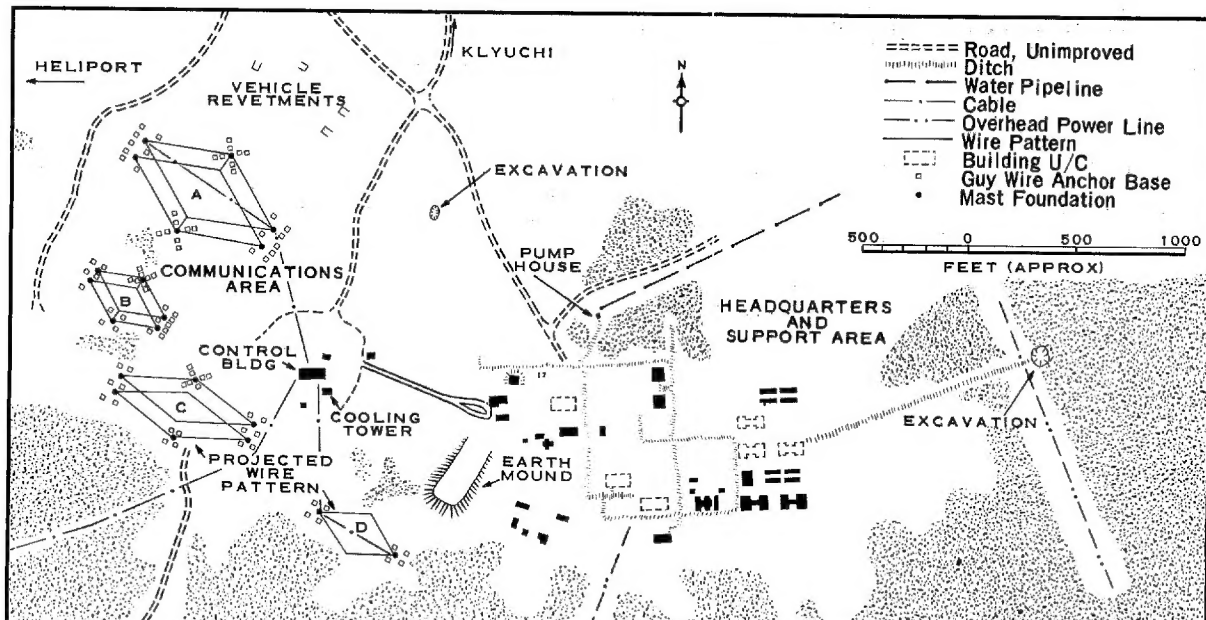 HELIPORT
KLYUCHI
VEHICLE
REVETMENTS
N
Road, Unimproved
Ditch
Water Pipeline
Cable
Overhead Power Line
Wire Pattern
Building U/C
Guy Wire Anchor Base
Mast Foundation
500 0 500 1000
FEET (APPROX)
EXCAVATION
A
PUMP
HOUSE
COMMUNICATIONS
AREA
B
HEADQUARTERS
AND
SUPPORT AREA
CONTROL
BLDG
C
COOLING
TOWER
EXCAVATION
PROJECTED
WIRE
PATTERN
EARTH
MOUND
D